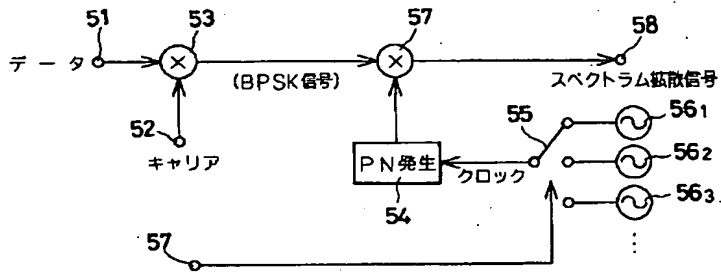 51
53
57
58
データ
×
×
(BPSK信号)
スペクトラム拡散信号
52
キャリア
55
56₁
PN発生
クロック
56₂
54
56₃
57
⋮